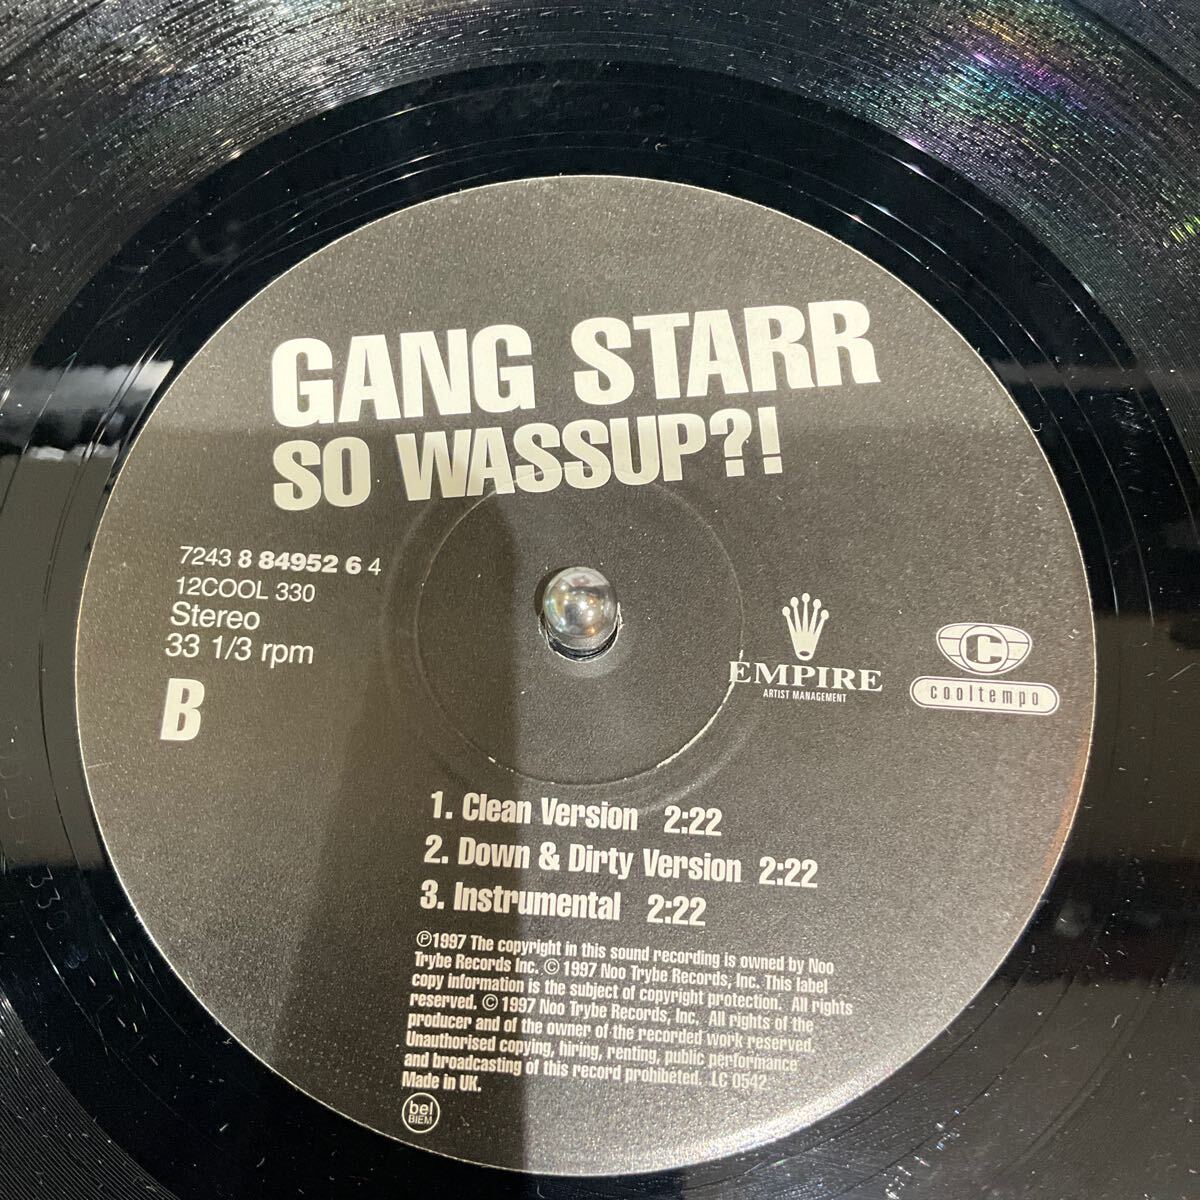 GANG STARR
SO WASSUP?!
7243 8 84952 6 4
12COOL 330
Stereo
33 1/3 rpm
B
EMPIRE
ARTIST MANAGEMENT
C
cooltempo
1. Clean Version 2:22
2. Down & Dirty Version 2:22
3. Instrumental 2:22
Ⓟ1997 The copyright in this sound recording is owned by Noo
Trybe Records Inc. © 1997 Noo Trybe Records, Inc. This label
copy information is the subject of copyright protection. All rights
reserved. © 1997 Noo Trybe Records, Inc. All rights of the
producer and of the owner of the recorded work reserved.
Unauthorised copying, hiring, renting, public performance
and broadcasting of this record prohibited. LC 0542
Made in UK.
bel
BIEM